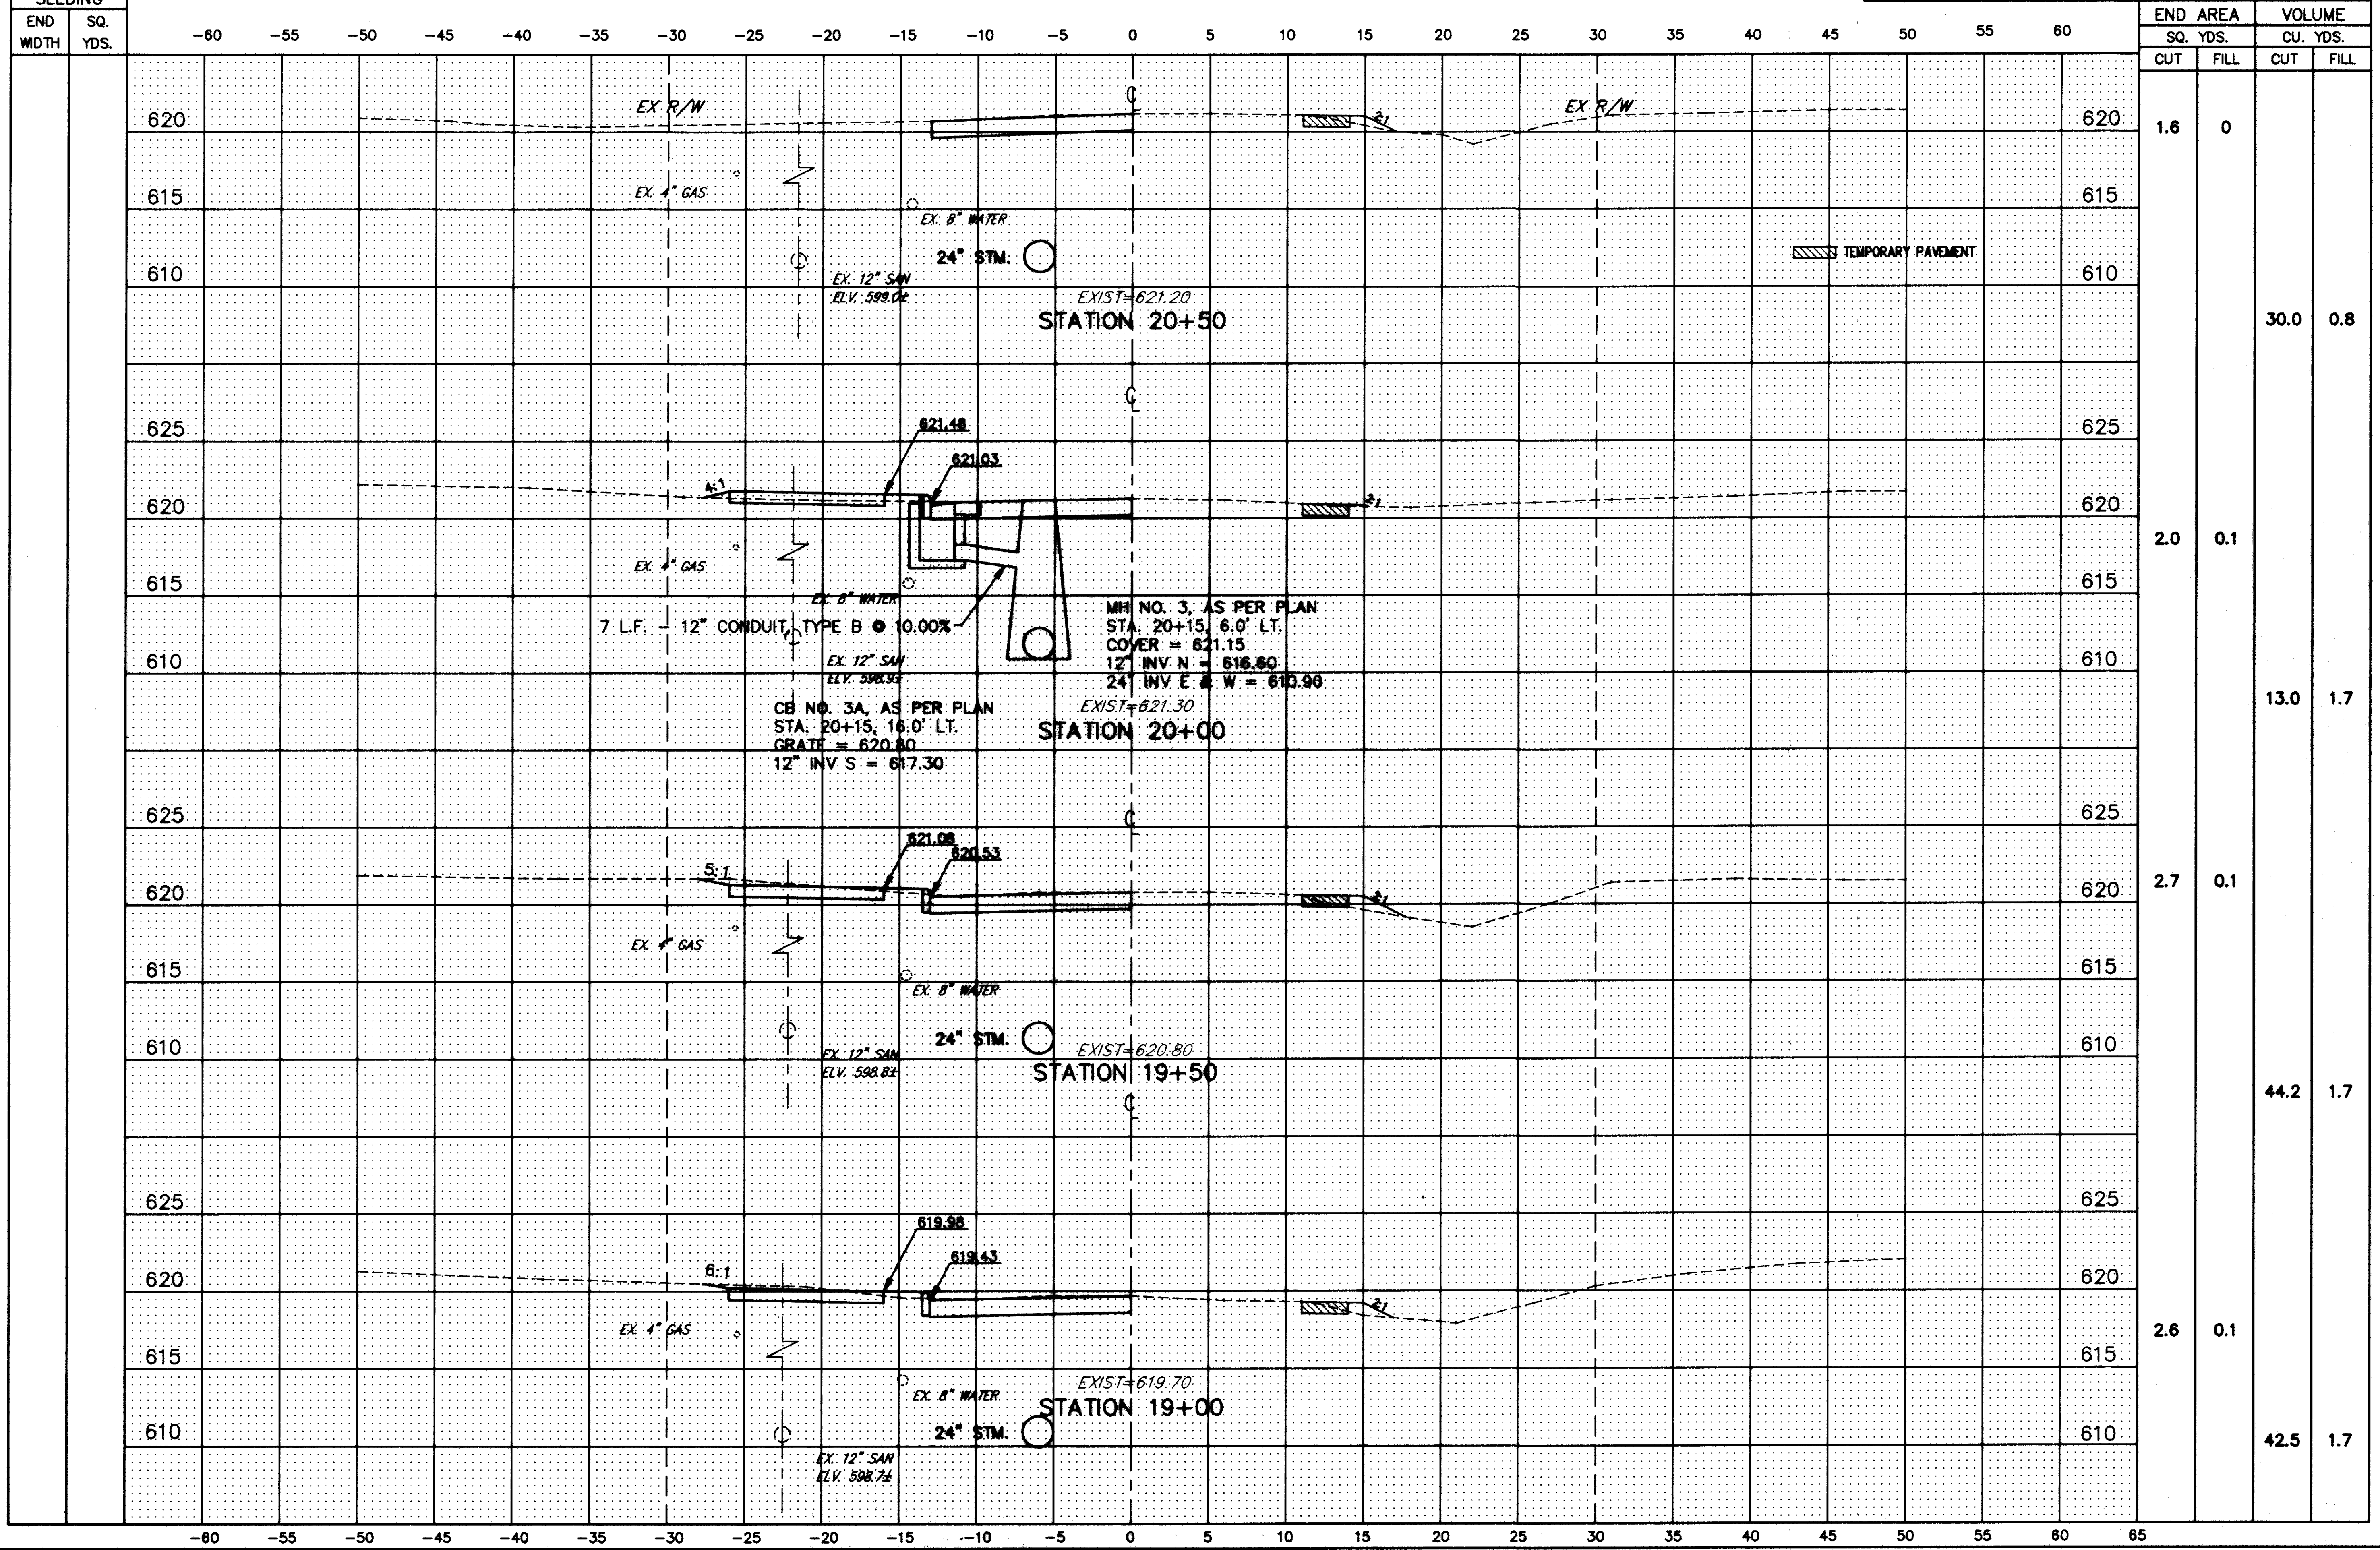 SEEDING
END WIDTH
SQ. YDS.
-60 -55 -50 -45 -40 -35 -30 -25 -20 -15 -10 -5 0 5 10 15 20 25 30 35 40 45 50 55 60
END AREA
SQ. YDS.
CUT FILL
VOLUME
CU. YDS.
CUT FILL
EX R/W
EX R/W
620
620
2:1
1.6 0
EX. 4" GAS
615
615
EX. 8" WATER
24" STM.
TEMPORARY PAVEMENT
610
610
EX. 12" SAN
ELV. 599.0±
EXIST=621.20
STATION 20+50
30.0 0.8
625
625
621.48
621.03
4:1
2:1
620
620
2.0 0.1
EX. 4" GAS
615
615
EX. 8" WATER
7 L.F. - 12" CONDUIT, TYPE B @ 10.00%
MH NO. 3, AS PER PLAN
STA. 20+15, 6.0' LT.
COVER = 621.15
12" INV N = 616.60
24" INV E & W = 610.90
610
610
EX. 12" SAN
ELV. 598.9±
CB NO. 3A, AS PER PLAN
STA. 20+15, 16.0' LT.
GRATE = 620.80
12" INV S = 617.30
EXIST=621.30
STATION 20+00
13.0 1.7
625
625
621.08
620.53
5:1
2:1
620
620
2.7 0.1
EX. 4" GAS
615
615
EX. 8" WATER
24" STM.
610
610
EX. 12" SAN
ELV. 598.8±
EXIST=620.80
STATION 19+50
44.2 1.7
625
625
619.98
619.43
6:1
2:1
620
620
EX. 4" GAS
2.6 0.1
615
615
EX. 8" WATER
EXIST=619.70
STATION 19+00
24" STM.
610
610
EX. 12" SAN
ELV. 598.7±
42.5 1.7
-60 -55 -50 -45 -40 -35 -30 -25 -20 -15 -10 -5 0 5 10 15 20 25 30 35 40 45 50 55 60 65